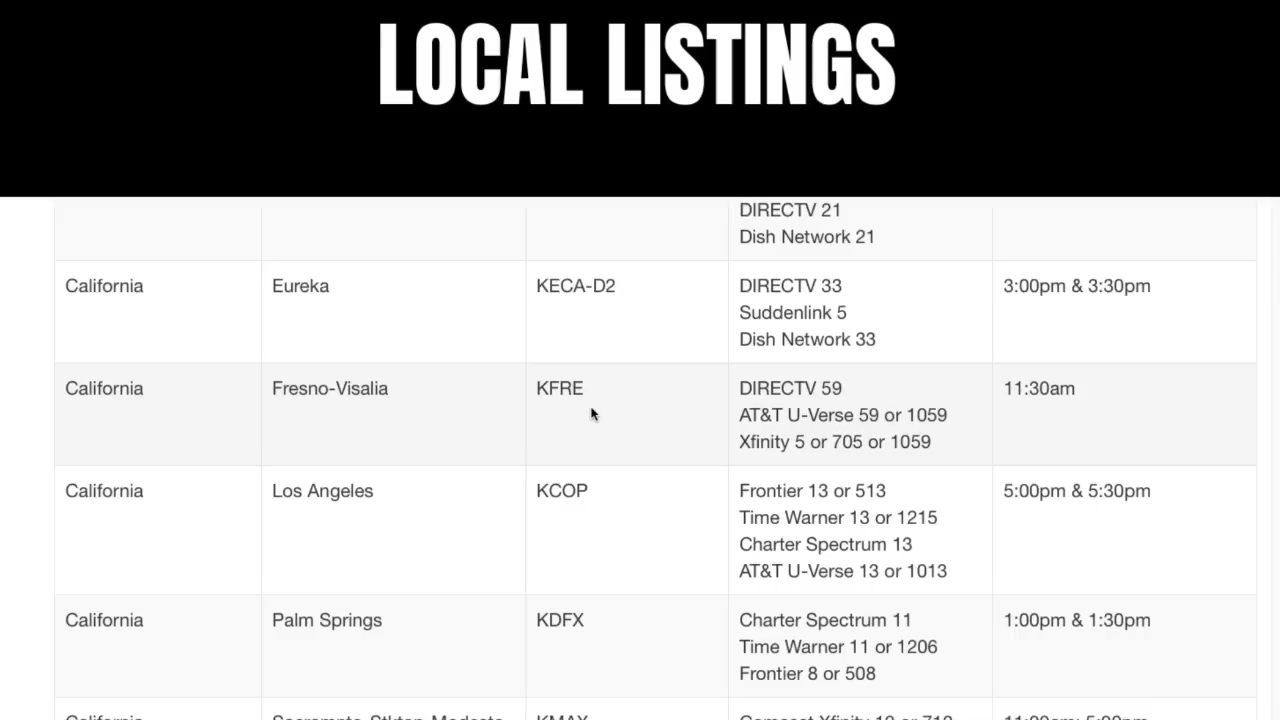 LOCAL LISTINGS
DIRECTV 21
Dish Network 21
California Eureka KECA-D2 DIRECTV 33 3:00pm & 3:30pm
Suddenlink 5
Dish Network 33
California Fresno-Visalia KFRE DIRECTV 59 11:30am
AT&T U-Verse 59 or 1059
Xfinity 5 or 705 or 1059
California Los Angeles KCOP Frontier 13 or 513 5:00pm & 5:30pm
Time Warner 13 or 1215
Charter Spectrum 13
AT&T U-Verse 13 or 1013
California Palm Springs KDFX Charter Spectrum 11 1:00pm & 1:30pm
Time Warner 11 or 1206
Frontier 8 or 508
California KMAX Comcast Xfinity